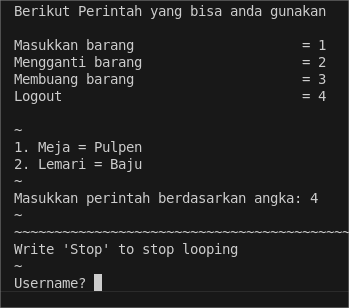 Berikut Perintah yang bisa anda gunakan
Masukkan barang = 1
Mengganti barang = 2
Membuang barang = 3
Logout = 4
~
1. Meja = Pulpen
2. Lemari = Baju
~
Masukkan perintah berdasarkan angka: 4
~
~~~~~~~~~~~~~~~~~~~~~~~~~~~~~~~~~~~~~~~~~~
Write 'Stop' to stop looping
~
Username?